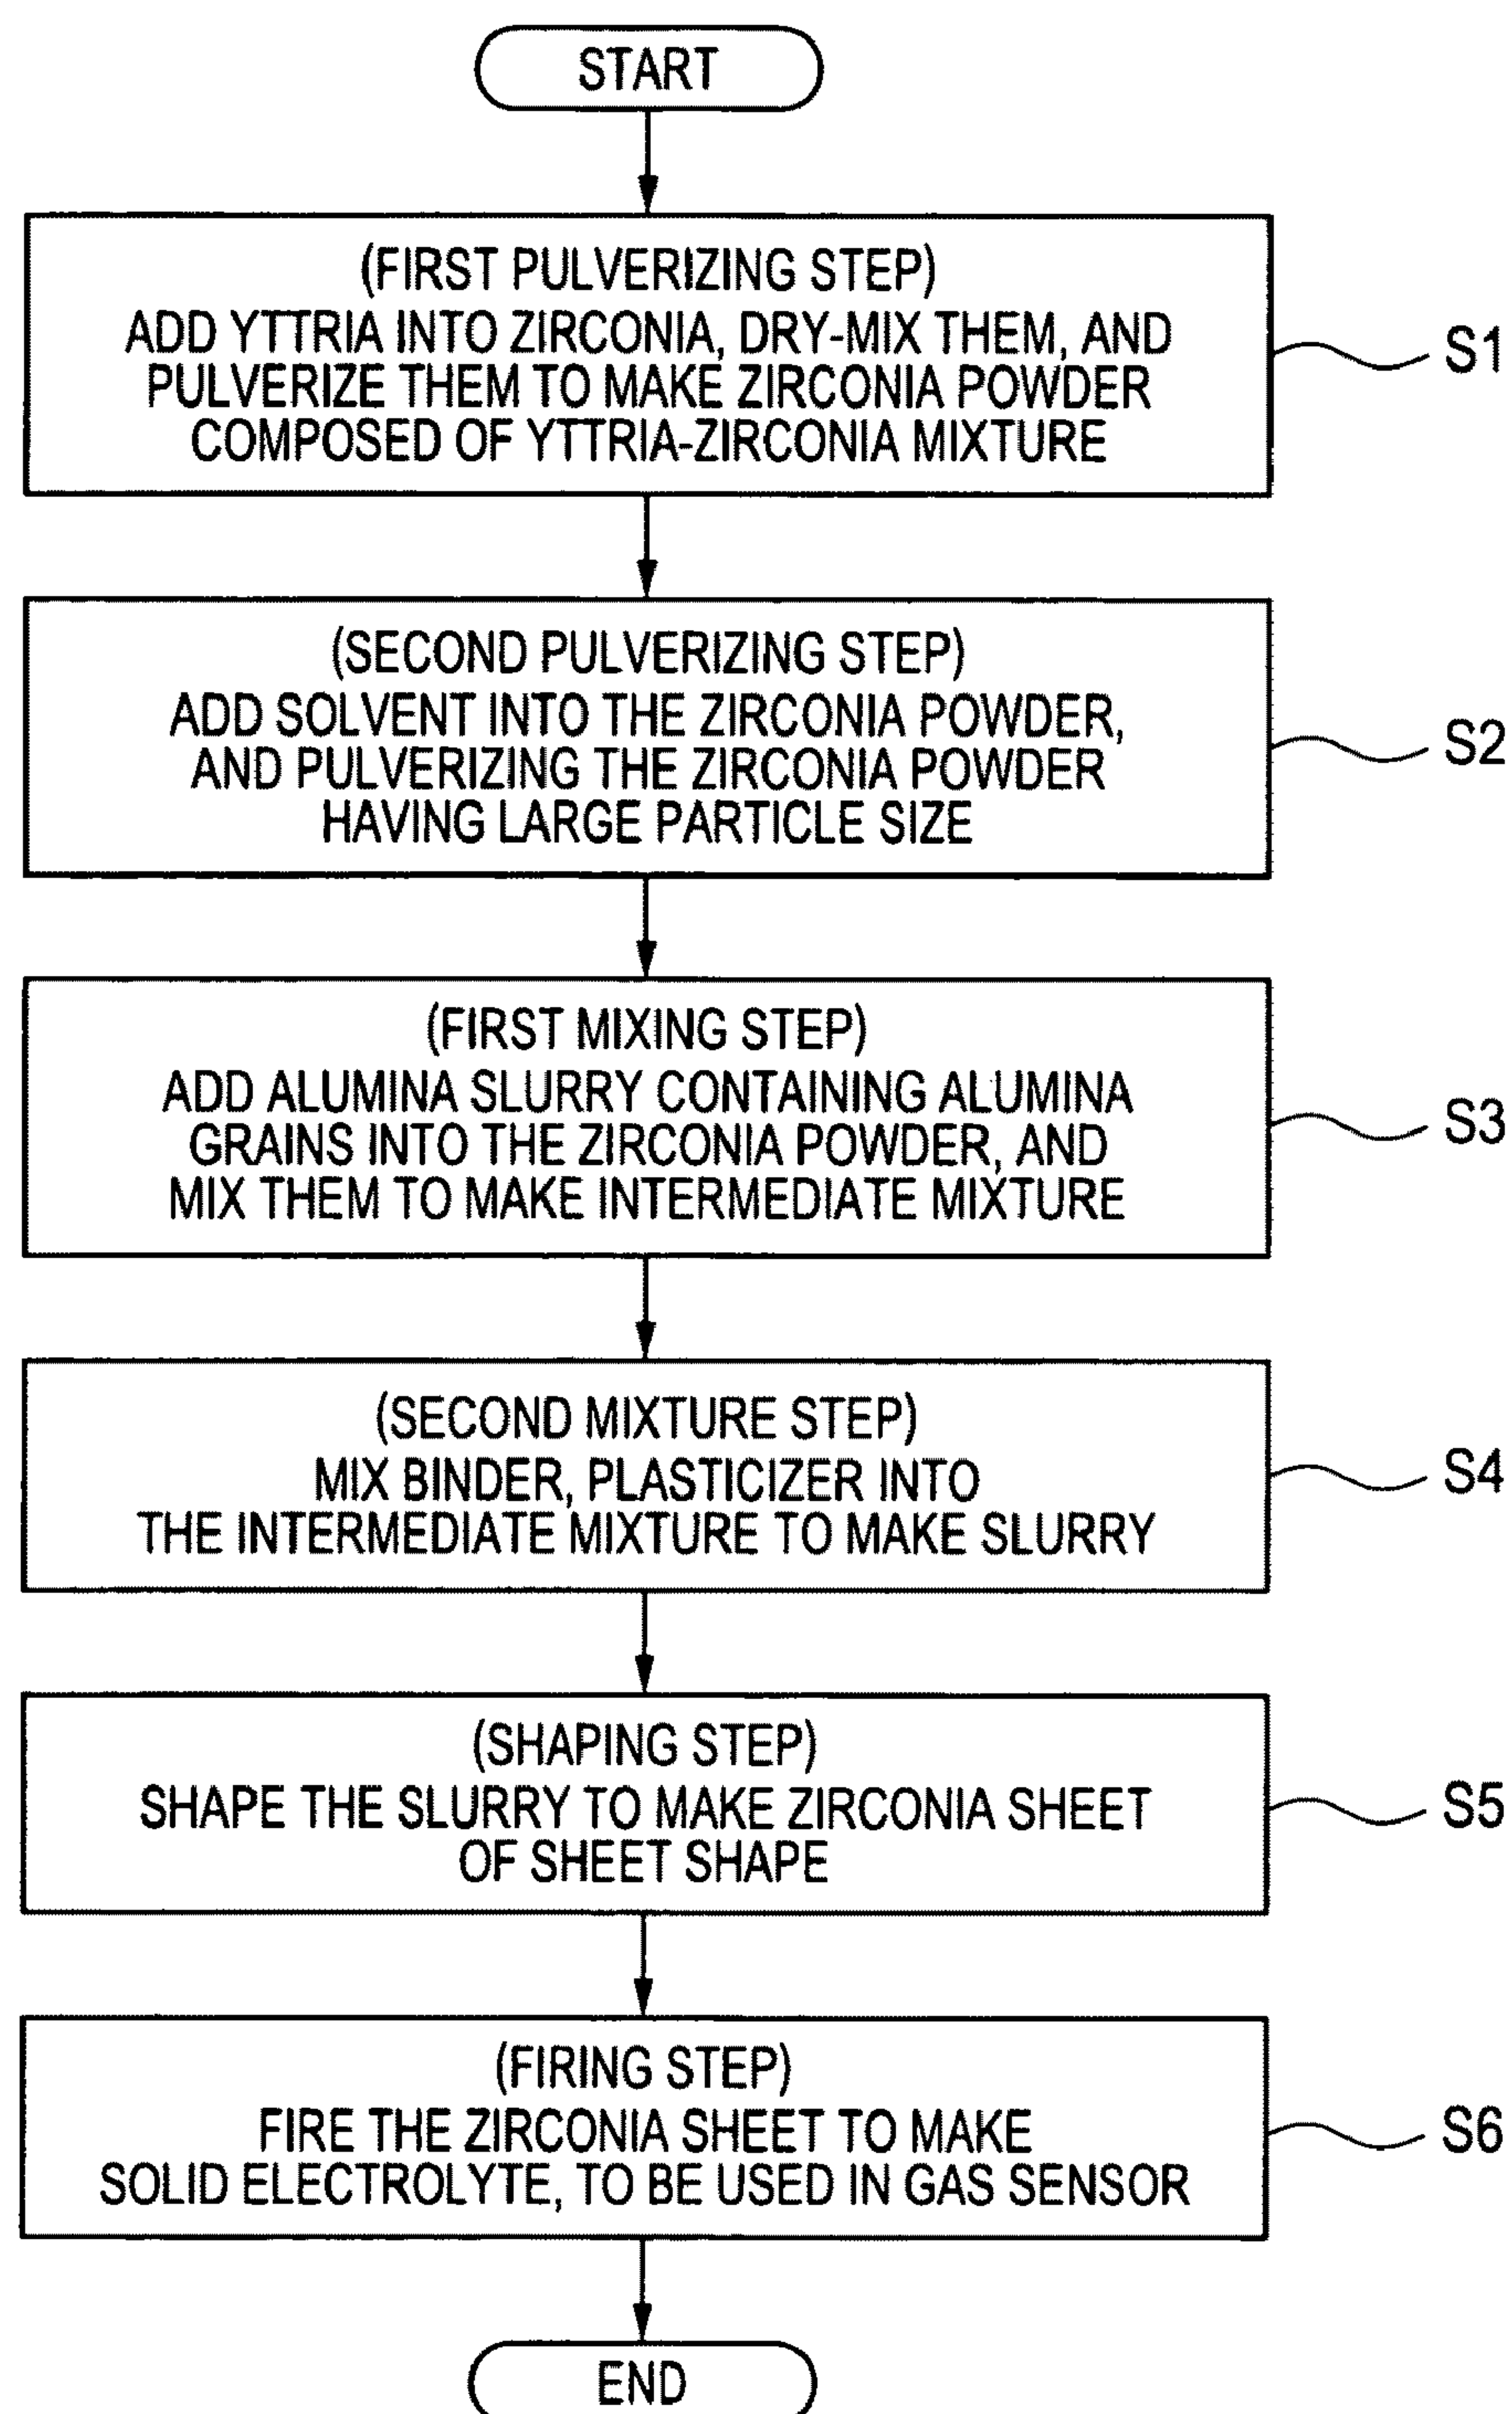 START
(FIRST PULVERIZING STEP)
ADD YTTRIA INTO ZIRCONIA, DRY-MIX THEM, AND
PULVERIZE THEM TO MAKE ZIRCONIA POWDER
COMPOSED OF YTTRIA-ZIRCONIA MIXTURE
S1
(SECOND PULVERIZING STEP)
ADD SOLVENT INTO THE ZIRCONIA POWDER,
AND PULVERIZING THE ZIRCONIA POWDER
HAVING LARGE PARTICLE SIZE
S2
(FIRST MIXING STEP)
ADD ALUMINA SLURRY CONTAINING ALUMINA
GRAINS INTO THE ZIRCONIA POWDER, AND
MIX THEM TO MAKE INTERMEDIATE MIXTURE
S3
(SECOND MIXTURE STEP)
MIX BINDER, PLASTICIZER INTO
THE INTERMEDIATE MIXTURE TO MAKE SLURRY
S4
(SHAPING STEP)
SHAPE THE SLURRY TO MAKE ZIRCONIA SHEET
OF SHEET SHAPE
S5
(FIRING STEP)
FIRE THE ZIRCONIA SHEET TO MAKE
SOLID ELECTROLYTE, TO BE USED IN GAS SENSOR
S6
END